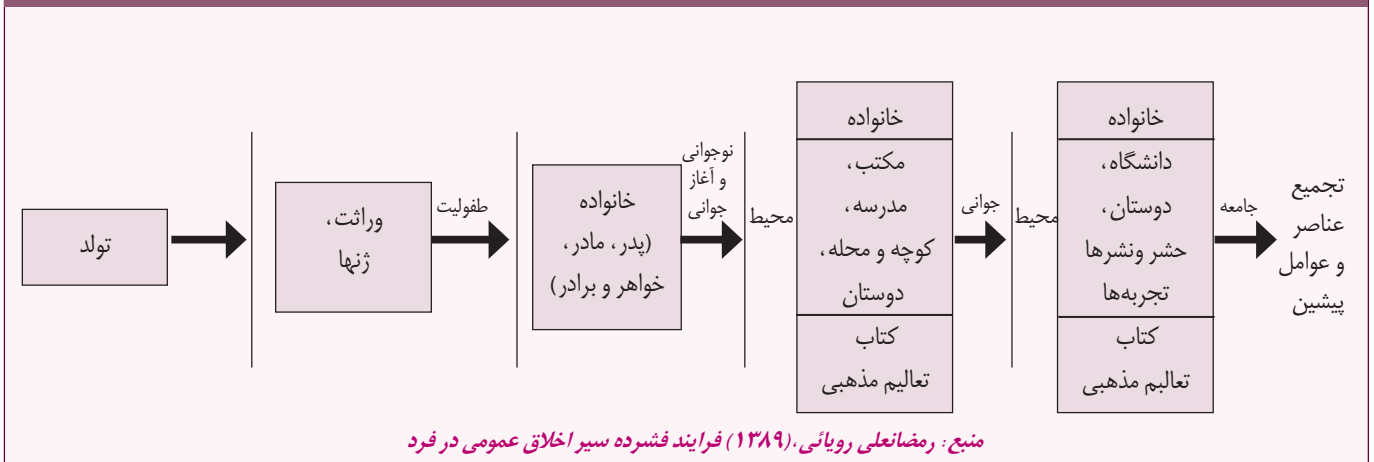 تولد
وراثت،
ژنها
طفولیت
خانواده
(پدر، مادر،
خواهر و برادر)
نوجوانی
و آغاز
جوانی
محیط
خانواده
مکتب،
مدرسه،
کوچه و محله،
دوستان
کتاب
تعالیم مذهبی
جوانی
محیط
خانواده
دانشگاه،
دوستان،
حشر ونشرها
تجربه‌ها
کتاب
تعالبم مذهبی
جامعه
تجمیع
عناصر
و عوامل
پیشین
منبع: رمضانعلی رویائی،(۱۳۸۹) فرایند فشرده سیر اخلاق عمومی در فرد